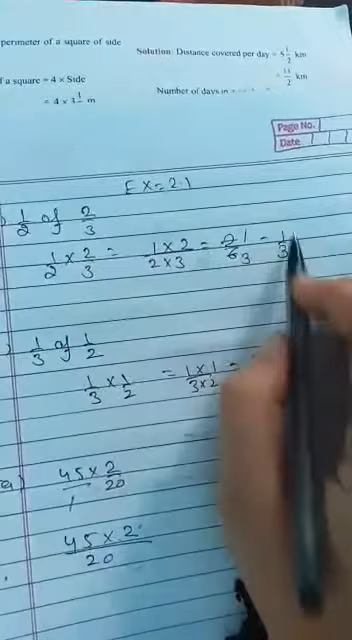 perimeter of a square of side
f a square = 4 × Side
= 4 × 3 1/ m
Solution: Distance covered per day = 5 1/2 km
= 11/2 km
Number of days in
Page No.
Date
Ex = 2.1
) 1/2 of 2/3
1/2 × 2/3 = 1×2/2×3 = 2 1/6 3 = 1/3
) 1/3 of 1/2
1/3 × 1/2 = 1×1/3×2 =
a) 45/1 × 2/20
45×2/20